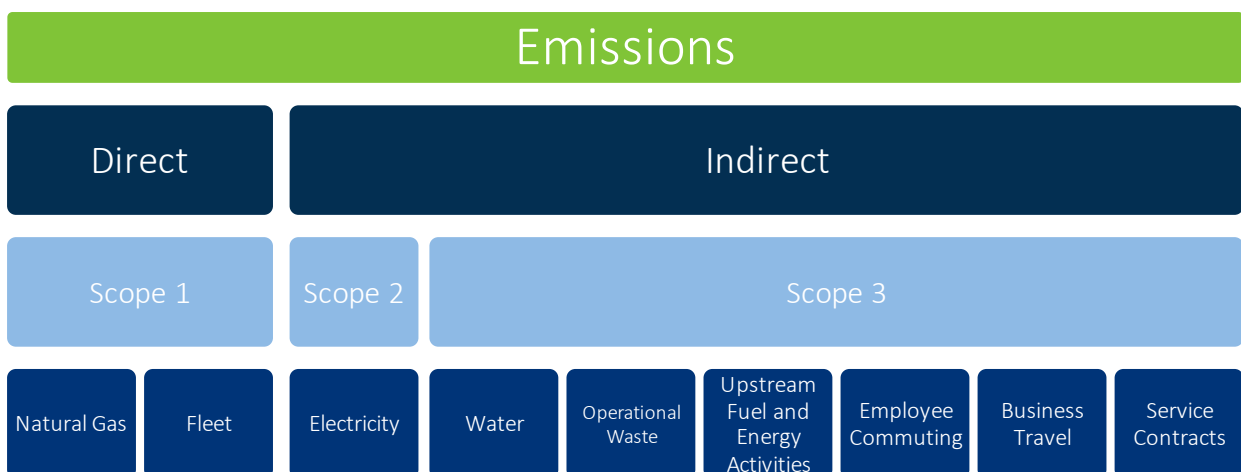 Emissions
Direct
Indirect
Scope 1
Scope 2
Scope 3
Natural Gas
Fleet
Electricity
Water
Operational
Waste
Upstream
Fuel and
Energy
Activities
Employee
Commuting
Business
Travel
Service
Contracts